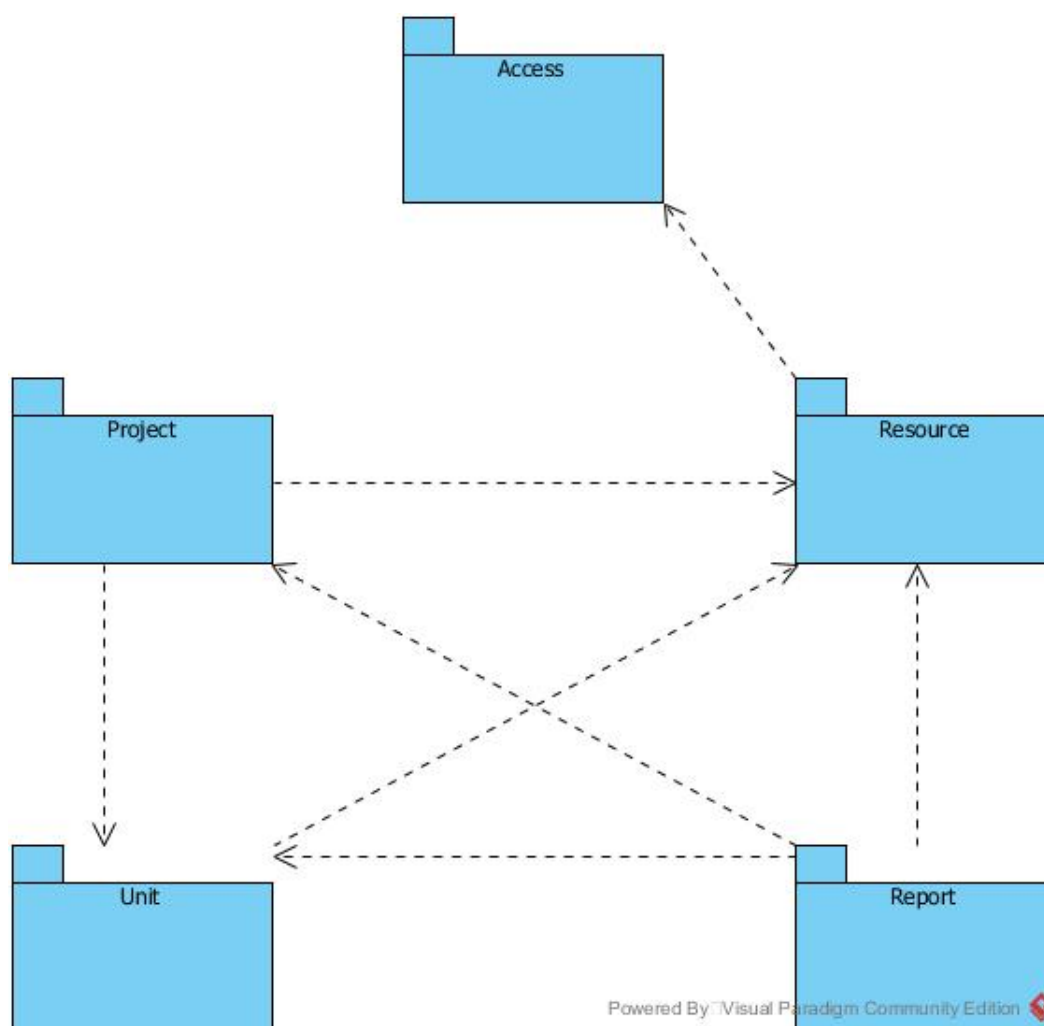 Access
Project
Resource
Unit
Report
Powered By Visual Paradigm Community Edition